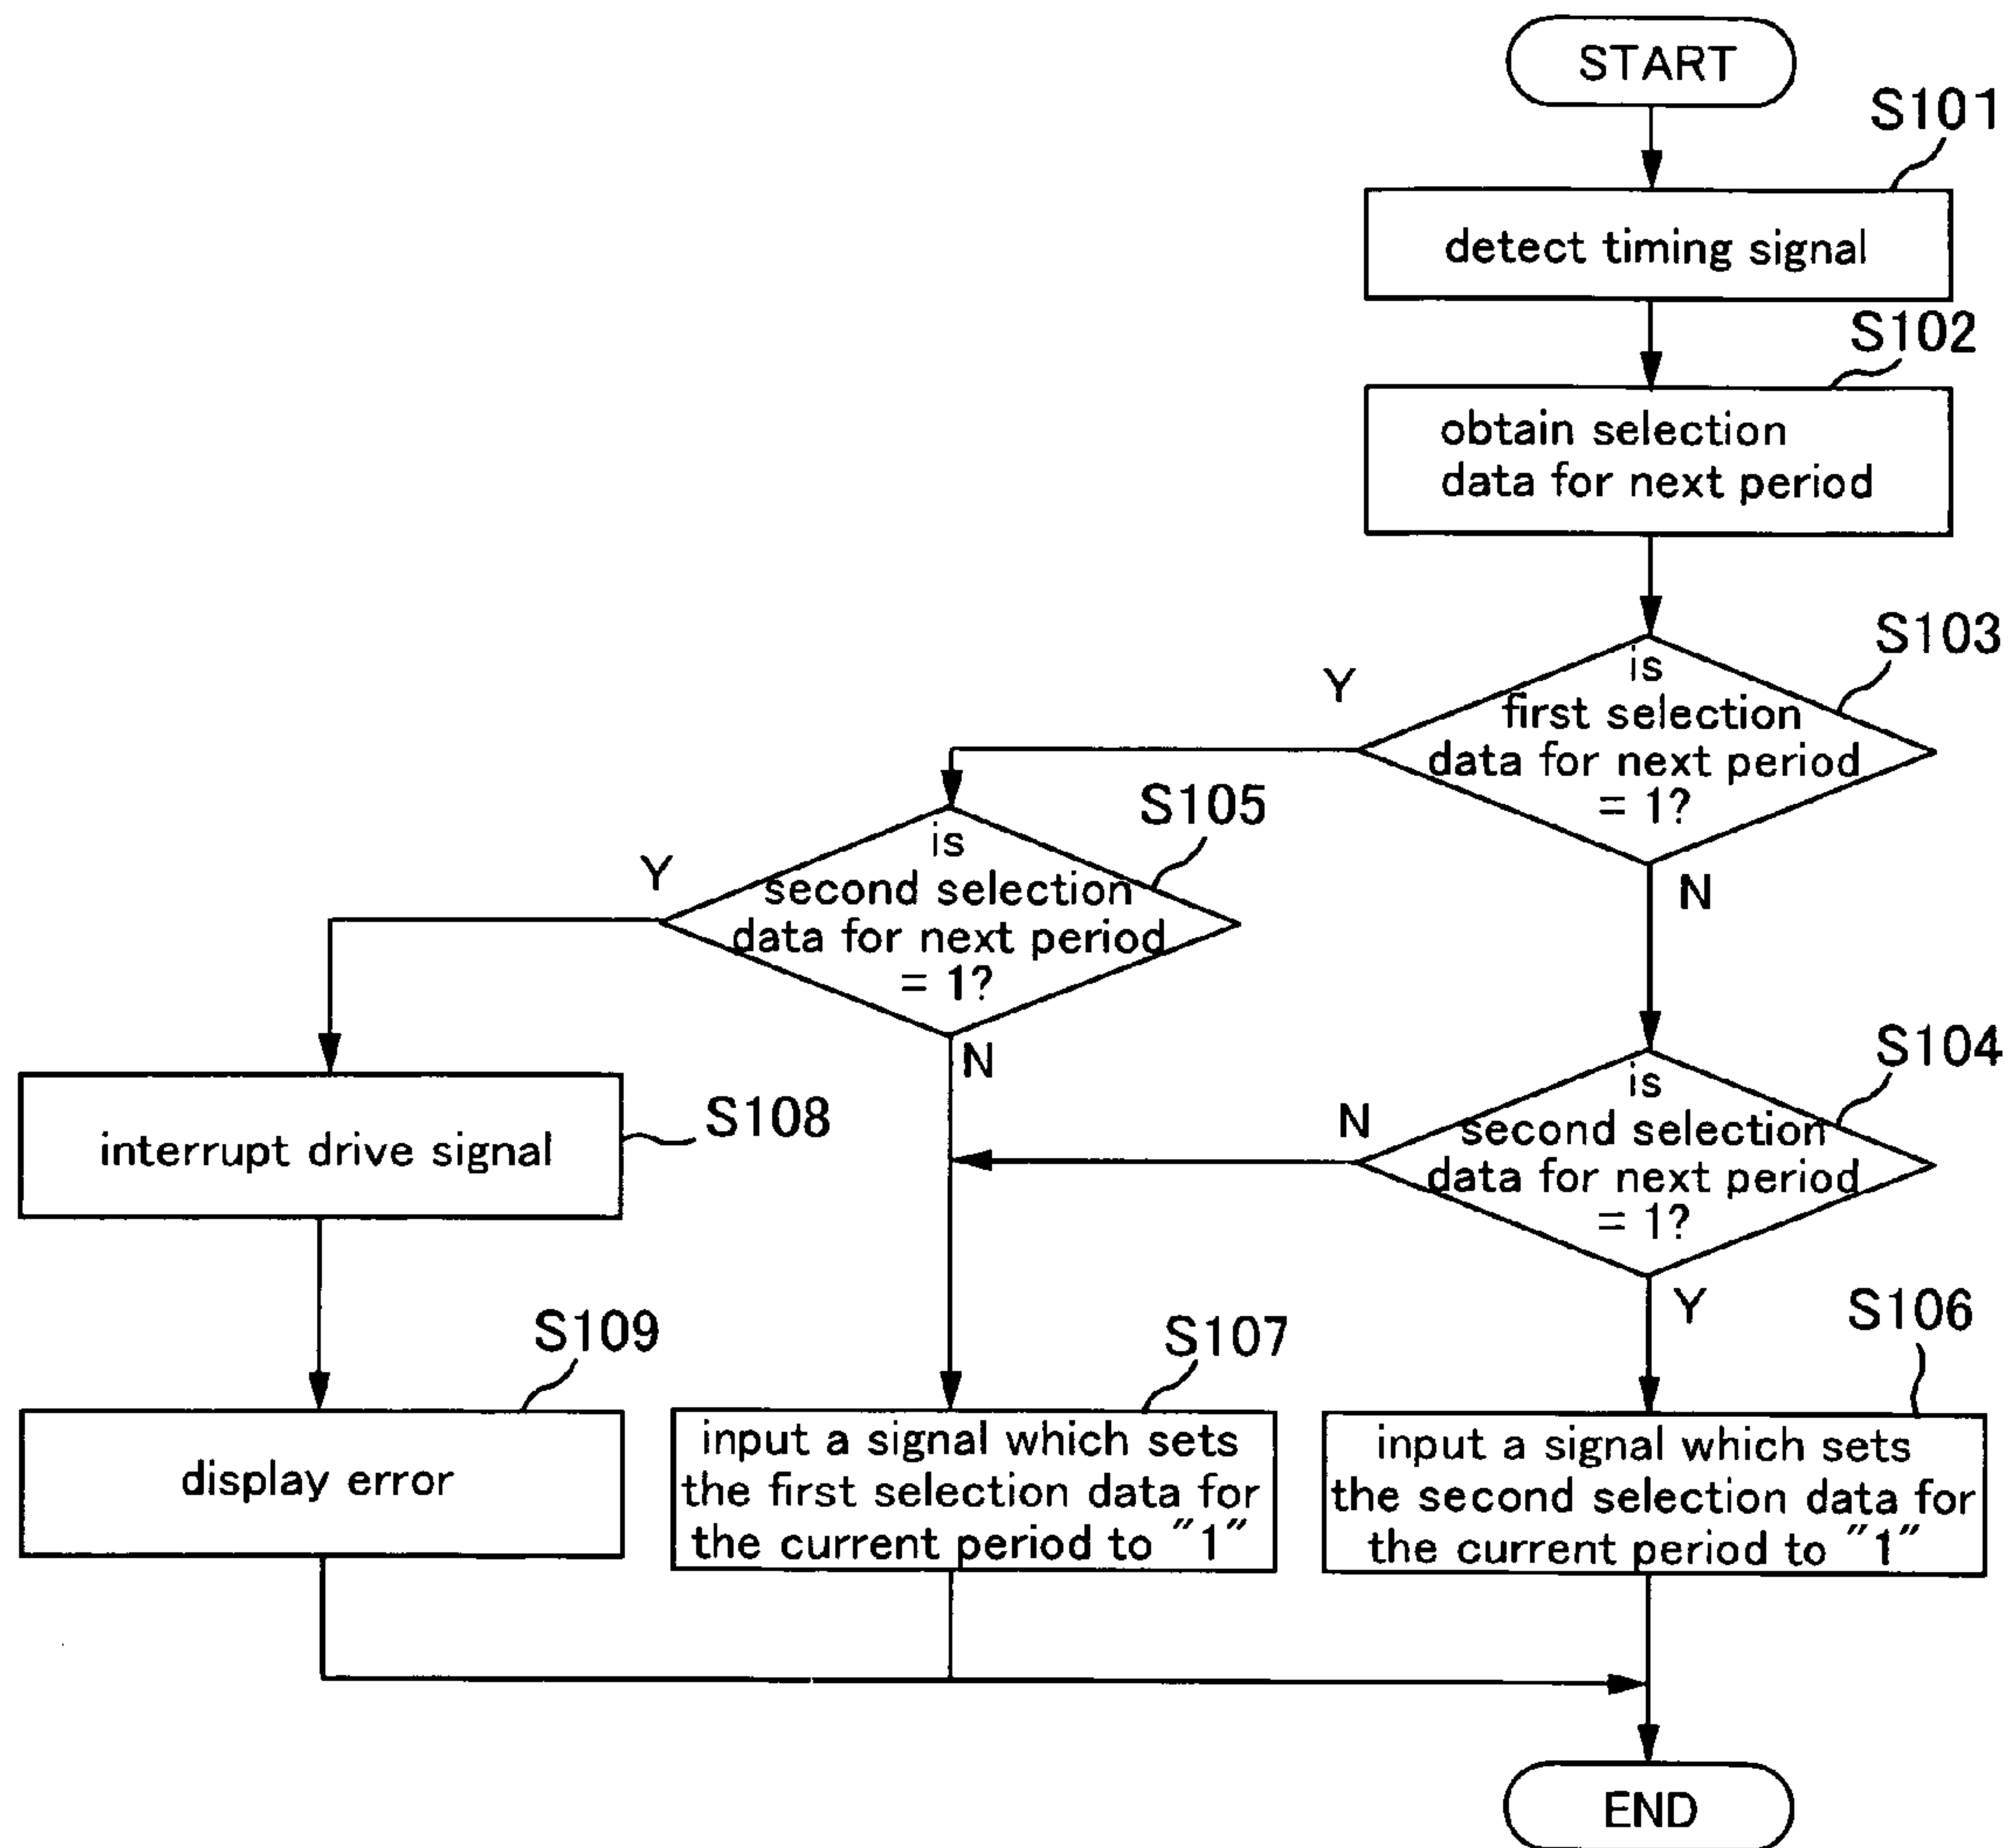 START
S101
detect timing signal
S102
obtain selection
data for next period
S103
is
first selection
data for next period
= 1?
Y
N
S105
is
second selection
data for next period
= 1?
Y
N
S104
is
second selection
data for next period
= 1?
N
Y
S108
interrupt drive signal
S109
display error
S107
input a signal which sets
the first selection data for
the current period to "1"
S106
input a signal which sets
the second selection data for
the current period to "1"
END